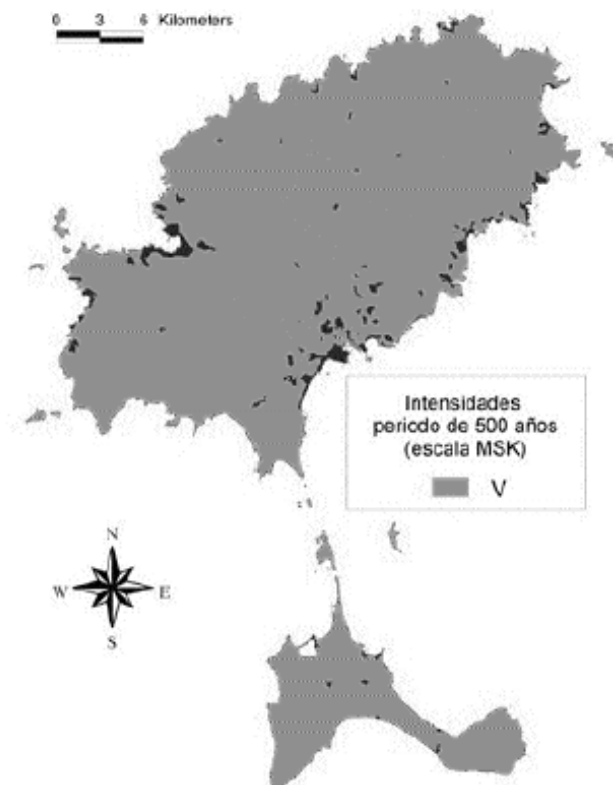 0 3 6 Kilometers
Intensidades
periodo de 500 años
(escala MSK)
V
N
W E
S